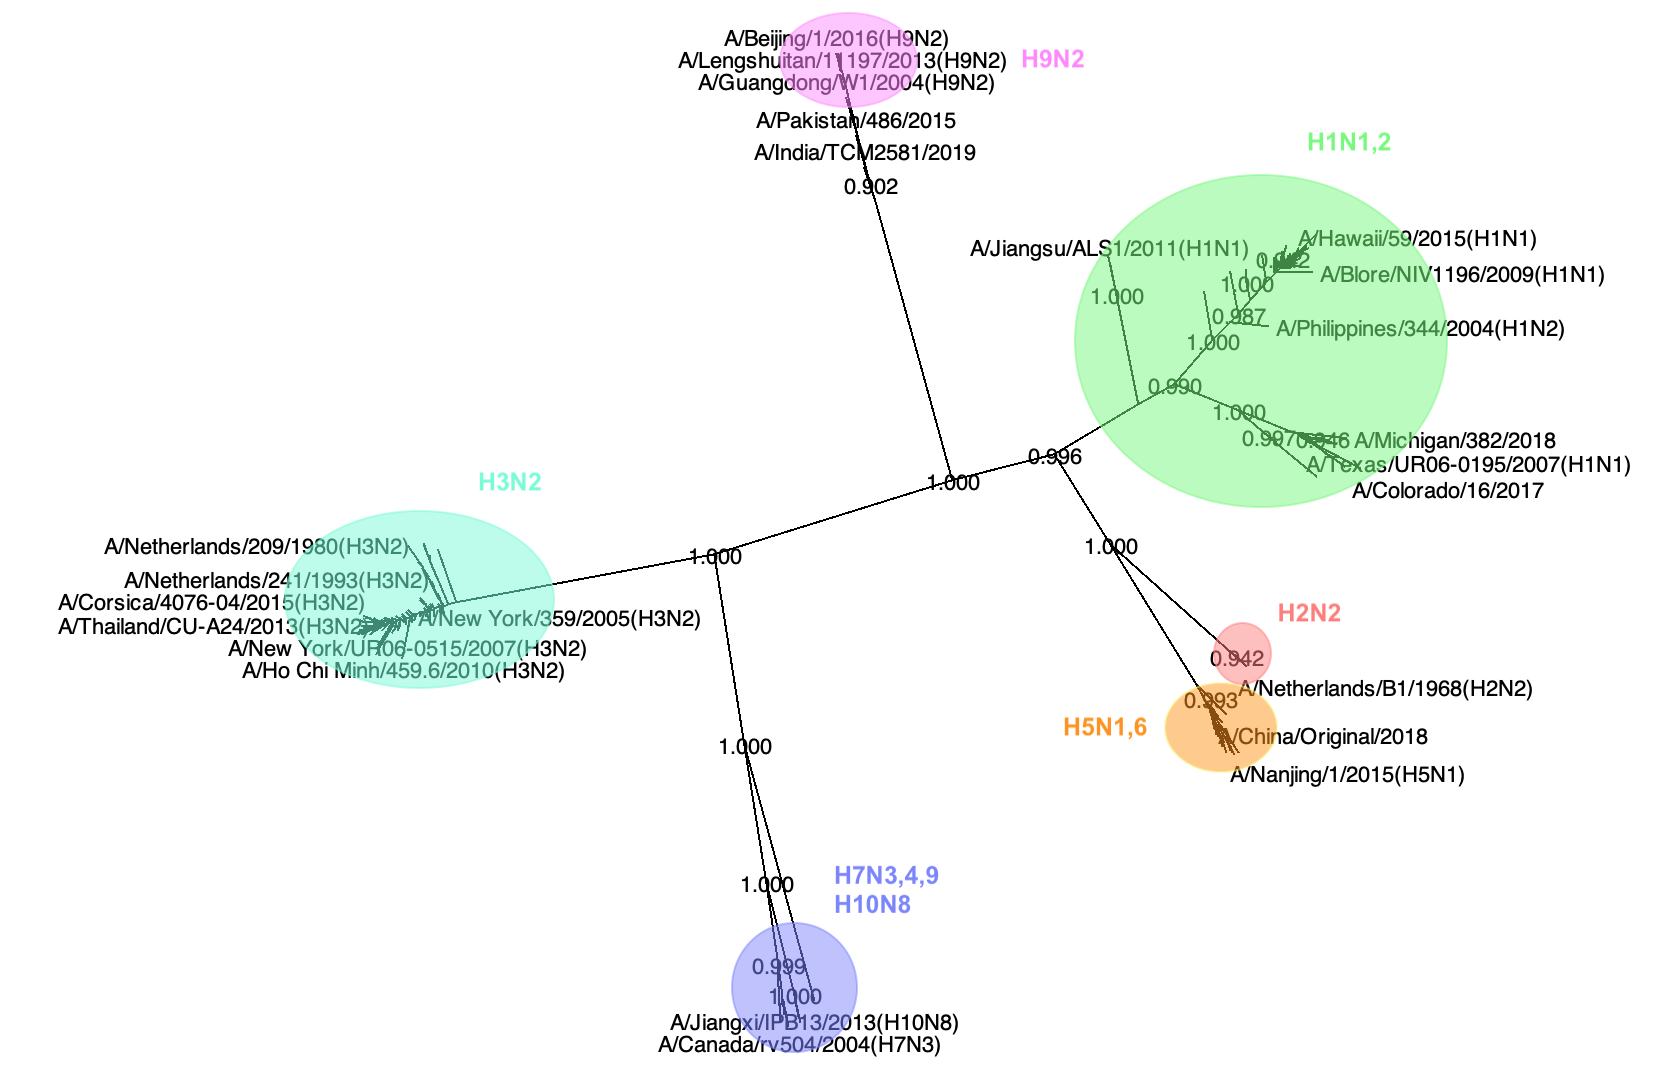 A/Beijing/1/2016(H9N2)
A/Lengshuitan/11197/2013(H9N2)
H9N2
A/Guangdong/W1/2004(H9N2)
A/Pakistan/486/2015
A/India/TCM2581/2019
0.902
H1N1,2
A/Jiangsu/ALS1/2011(H1N1)
A/Hawaii/59/2015(H1N1)
A/Blore/NIV1196/2009(H1N1)
1.000
1.000
0.987
A/Philippines/344/2004(H1N2)
1.000
0.990
1.000
0.997
A/Michigan/382/2018
A/Texas/UR06-0195/2007(H1N1)
A/Colorado/16/2017
0.996
1.000
H3N2
A/Netherlands/209/1980(H3N2)
A/Netherlands/241/1993(H3N2)
A/Corsica/4076-04/2015(H3N2)
A/New York/359/2005(H3N2)
A/Thailand/CU-A24/2013(H3N2)
A/New York/UR06-0515/2007(H3N2)
A/Ho Chi Minh/459.6/2010(H3N2)
1.000
1.000
H2N2
0.942
A/Netherlands/B1/1968(H2N2)
0.993
H5N1,6
A/China/Original/2018
A/Nanjing/1/2015(H5N1)
1.000
1.000
H7N3,4,9
H10N8
0.999
1.000
A/Jiangxi/IPB13/2013(H10N8)
A/Canada/rv504/2004(H7N3)